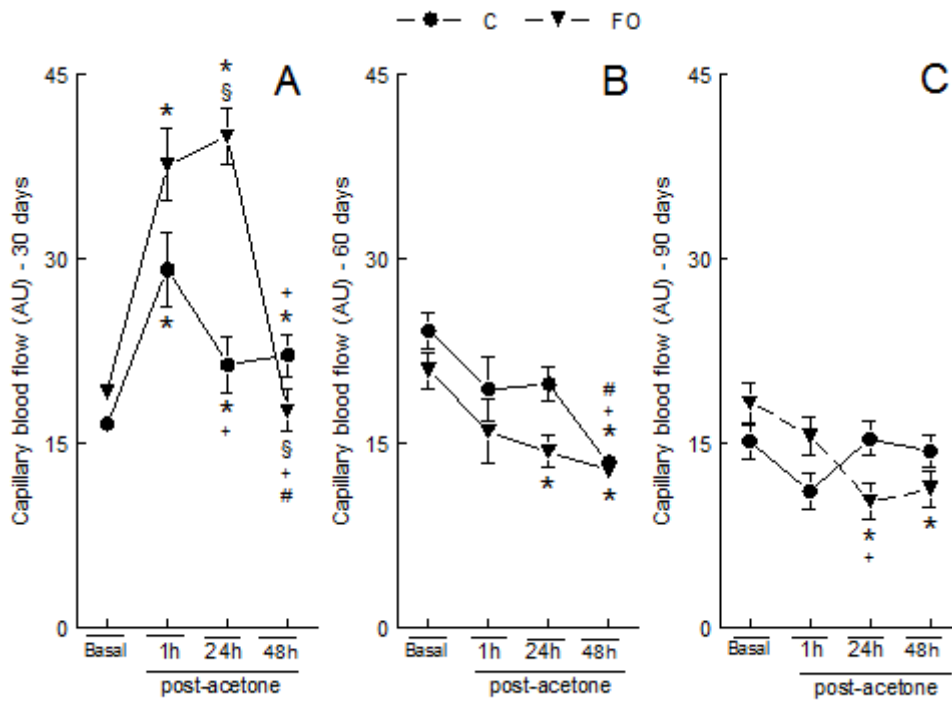 C FO
A
45
30
15
0
Capillary blood flow (AU) - 30 days
*
*
§
*
*
+
+
*
§
+
#
Basal 1h 24h 48h
post-acetone
B
45
30
15
0
Capillary blood flow (AU) - 60 days
*
#
+
*
*
Basal 1h 24h 48h
post-acetone
C
45
30
15
0
Capillary blood flow (AU) - 90 days
*
+
*
Basal 1h 24h 48h
post-acetone